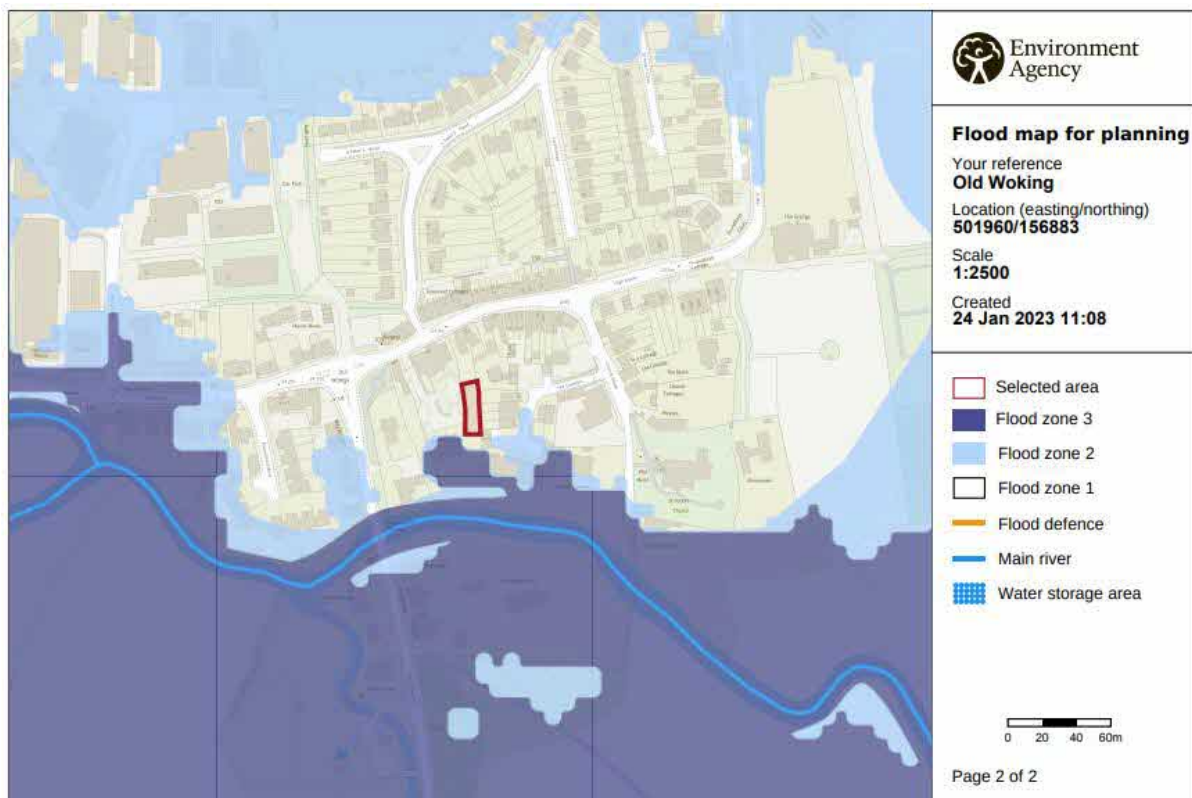 Environment
Agency
Flood map for planning
Your reference
Old Woking
Location (easting/northing)
501960/156883
Scale
1:2500
Created
24 Jan 2023 11:08
Selected area
Flood zone 3
Flood zone 2
Flood zone 1
Flood defence
Main river
Water storage area
0 20 40 60m
Page 2 of 2